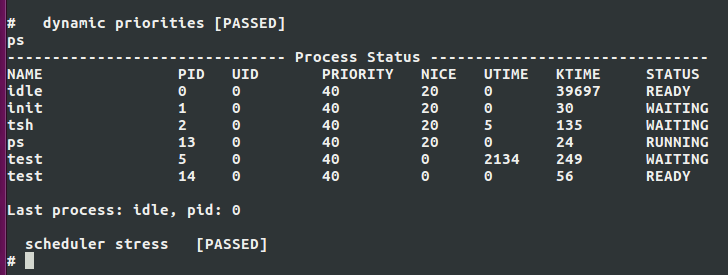 #   dynamic priorities [PASSED]
ps
------------------------------- Process Status -------------------------------
NAME PID UID PRIORITY NICE UTIME KTIME STATUS
idle 0 0 40 20 0 39697 READY
init 1 0 40 20 0 30 WAITING
tsh 2 0 40 20 5 135 WAITING
ps 13 0 40 20 0 24 RUNNING
test 5 0 40 0 2134 249 WAITING
test 14 0 40 0 0 56 READY
Last process: idle, pid: 0
scheduler stress   [PASSED]
#